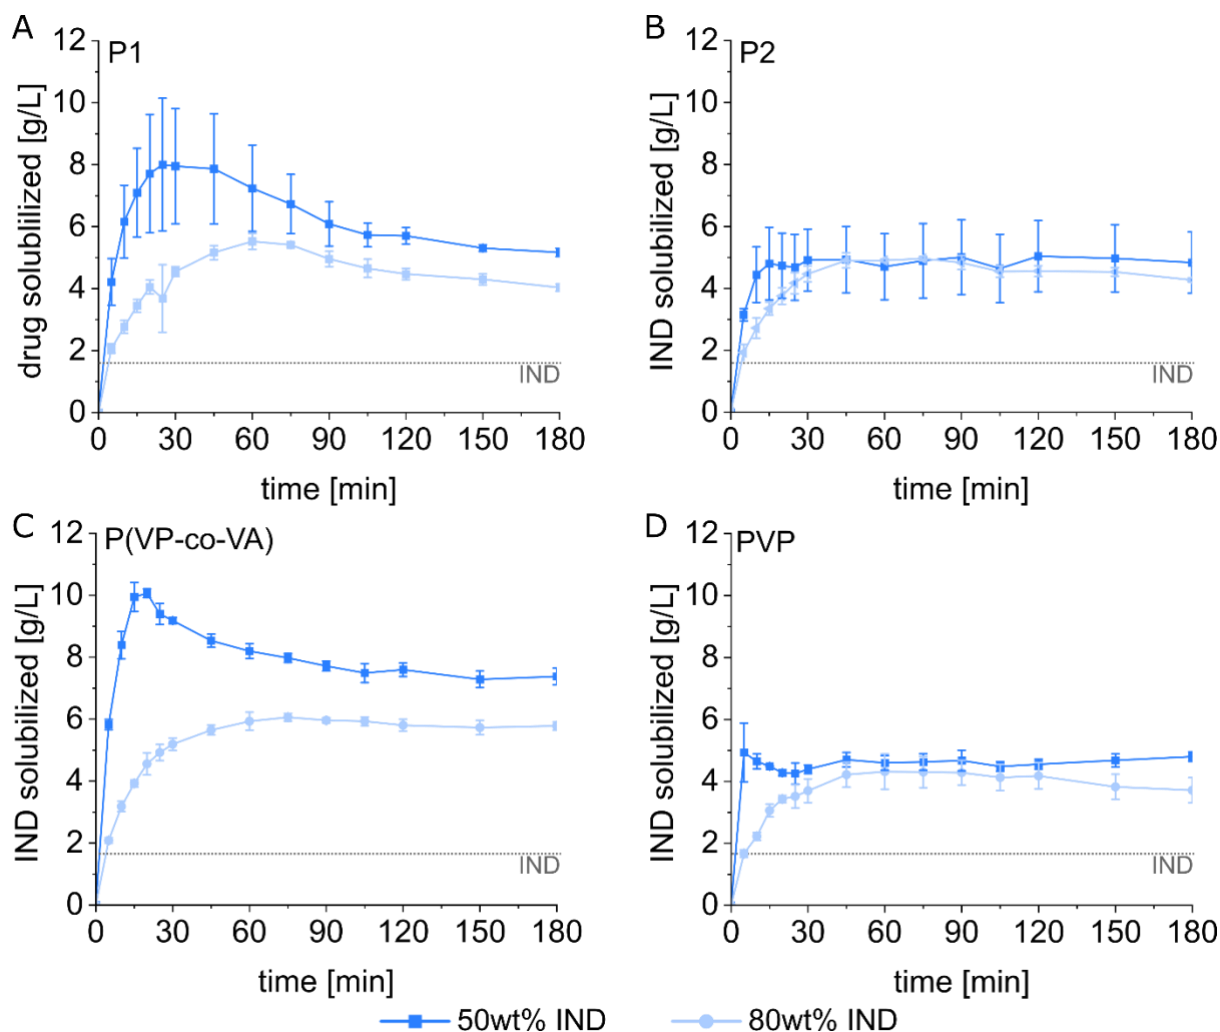 A
P1
drug solublilized [g/L]
12
10
8
6
4
2
0
IND
0 30 60 90 120 150 180
time [min]
B
P2
IND solubilized [g/L]
12
10
8
6
4
2
0
IND
0 30 60 90 120 150 180
time [min]
C
P(VP-co-VA)
IND solubilized [g/L]
12
10
8
6
4
2
0
IND
0 30 60 90 120 150 180
time [min]
D
PVP
IND solubilized [g/L]
12
10
8
6
4
2
0
IND
0 30 60 90 120 150 180
time [min]
50wt% IND 80wt% IND